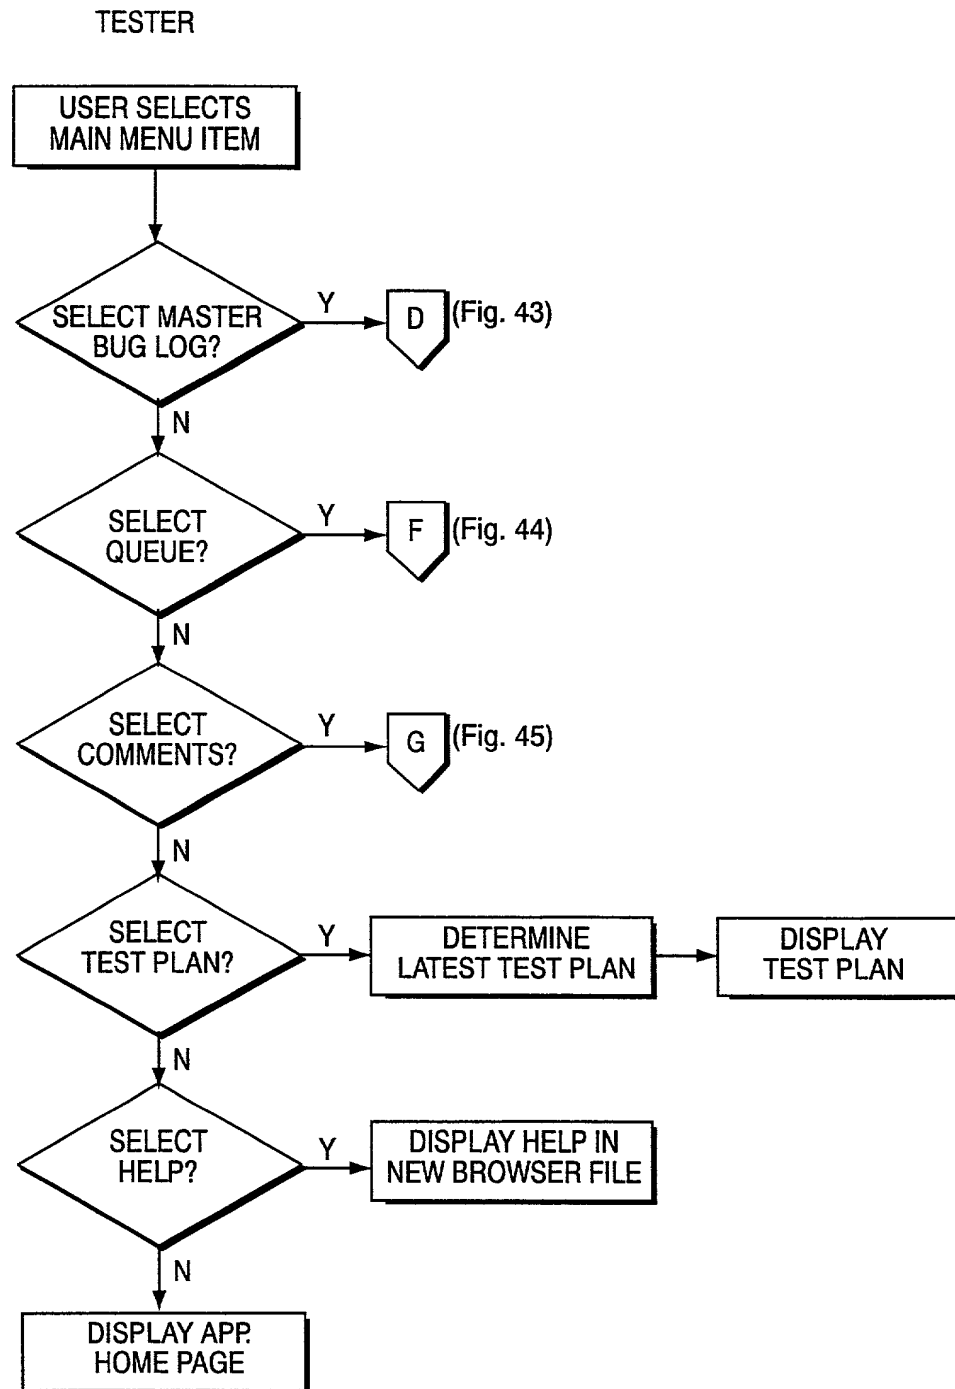 TESTER
USER SELECTS
MAIN MENU ITEM
SELECT MASTER
BUG LOG?
Y
D
(Fig. 43)
N
SELECT
QUEUE?
Y
F
(Fig. 44)
N
SELECT
COMMENTS?
Y
G
(Fig. 45)
N
SELECT
TEST PLAN?
Y
DETERMINE
LATEST TEST PLAN
DISPLAY
TEST PLAN
N
SELECT
HELP?
Y
DISPLAY HELP IN
NEW BROWSER FILE
N
DISPLAY APP.
HOME PAGE